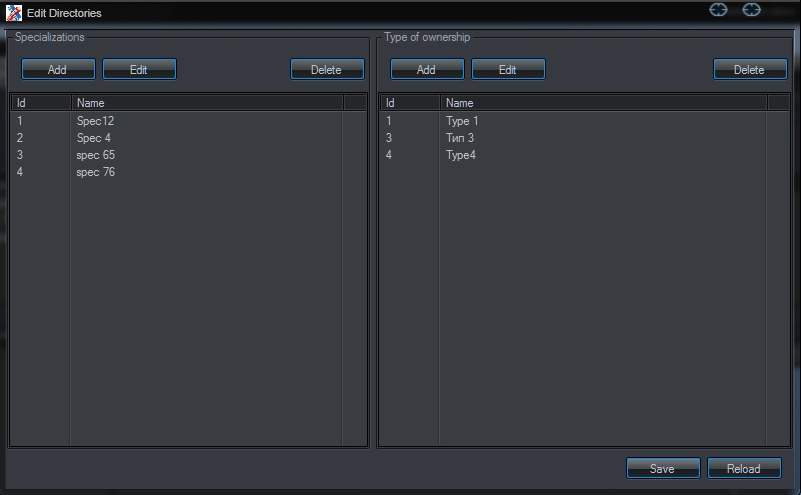 Edit Directories
Specializations
Add Edit Delete
Id Name
1 Spec12
2 Spec 4
3 spec 65
4 spec 76
Type of ownership
Add Edit Delete
Id Name
1 Type 1
3 Тип 3
4 Type4
Save Reload